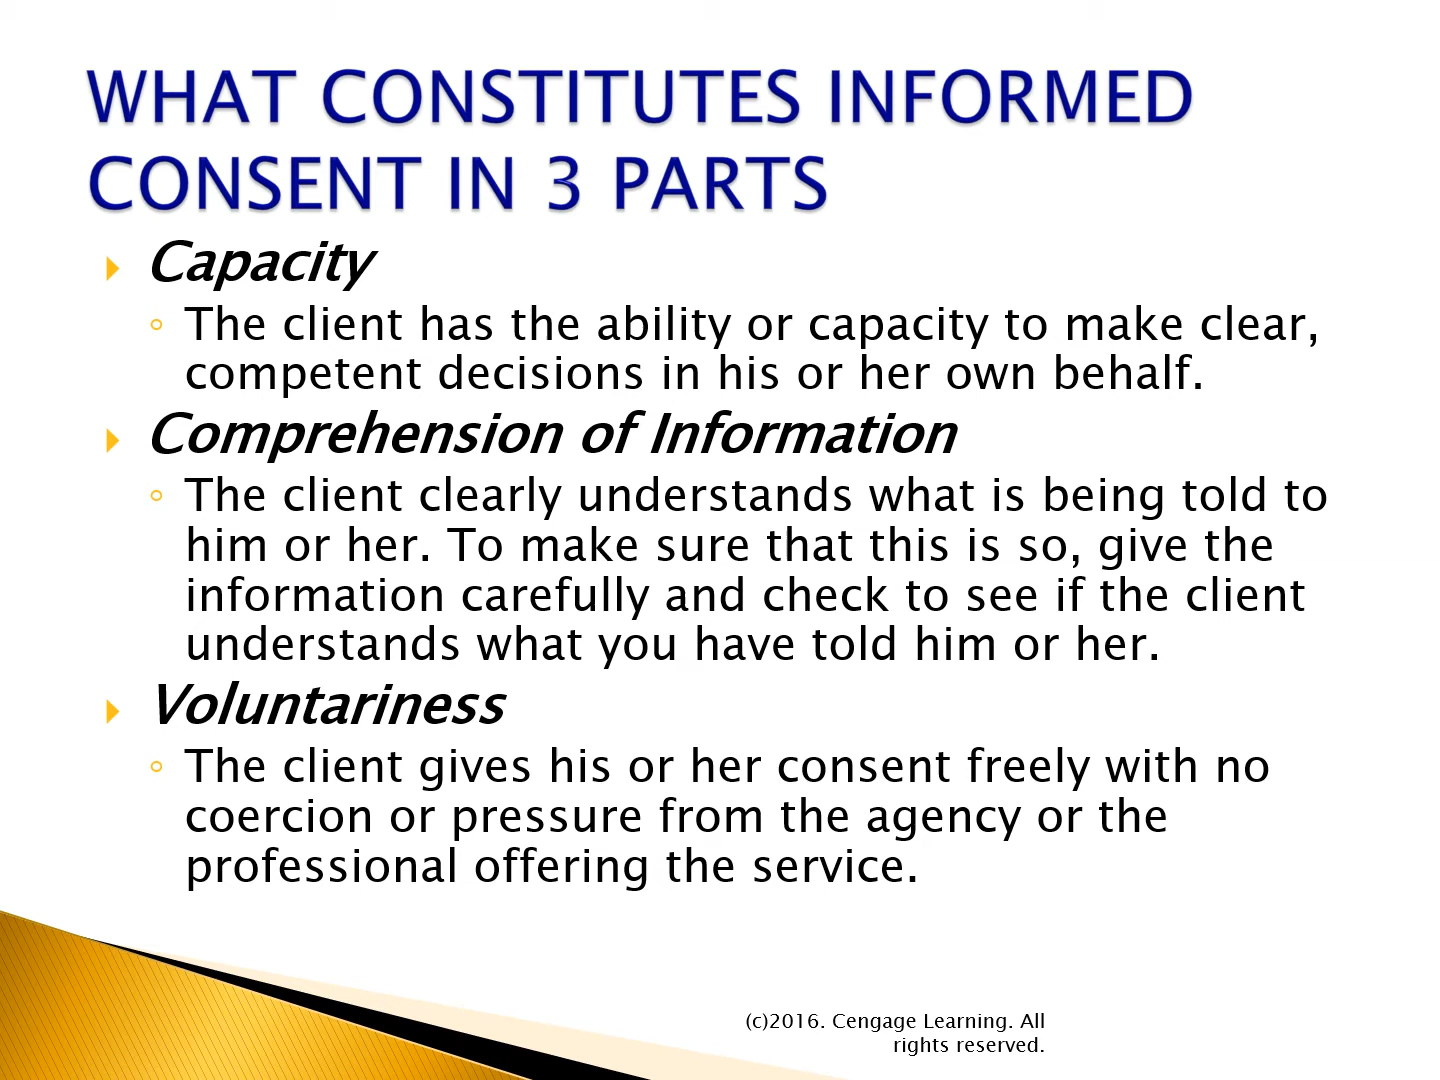 WHAT CONSTITUTES INFORMED
CONSENT IN 3 PARTS
Capacity
The client has the ability or capacity to make clear,
competent decisions in his or her own behalf.
Comprehension of Information
The client clearly understands what is being told to
him or her. To make sure that this is so, give the
information carefully and check to see if the client
understands what you have told him or her.
Voluntariness
The client gives his or her consent freely with no
coercion or pressure from the agency or the
professional offering the service.
(c)2016. Cengage Learning. All
rights reserved.